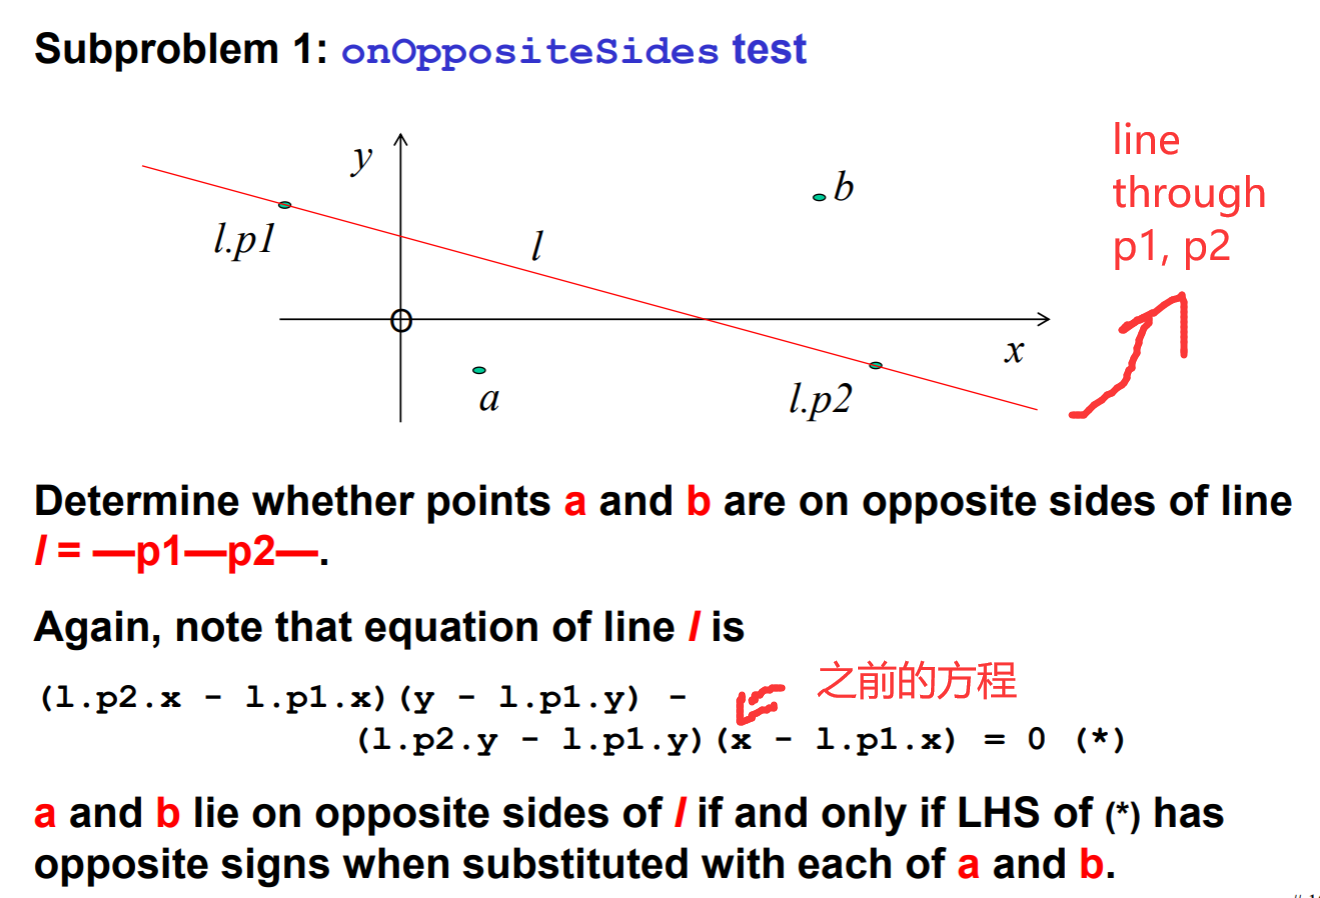 Subproblem 1: onOppositeSides test
line
through
p1, p2
y
b
l.p1
l
O
x
a
l.p2
Determine whether points a and b are on opposite sides of line
l = —p1—p2—.
Again, note that equation of line l is
之前的方程
(l.p2.x - l.p1.x)(y - l.p1.y) -
(l.p2.y - l.p1.y)(x - l.p1.x) = 0 (*)
a and b lie on opposite sides of l if and only if LHS of (*) has
opposite signs when substituted with each of a and b.